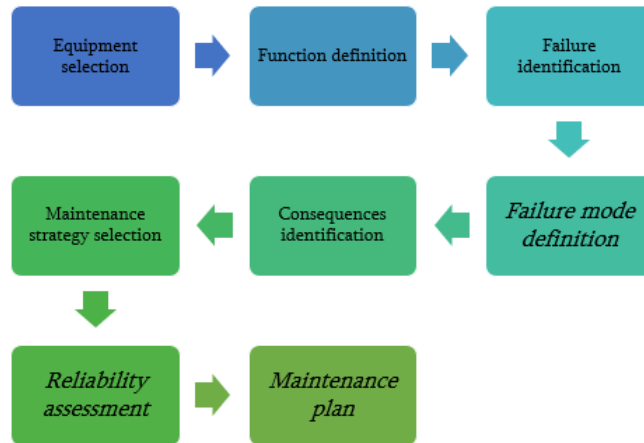 Equipment
selection
Function definition
Failure
identification
Failure mode
definition
Consequences
identification
Maintenance
strategy selection
Reliability
assessment
Maintenance
plan